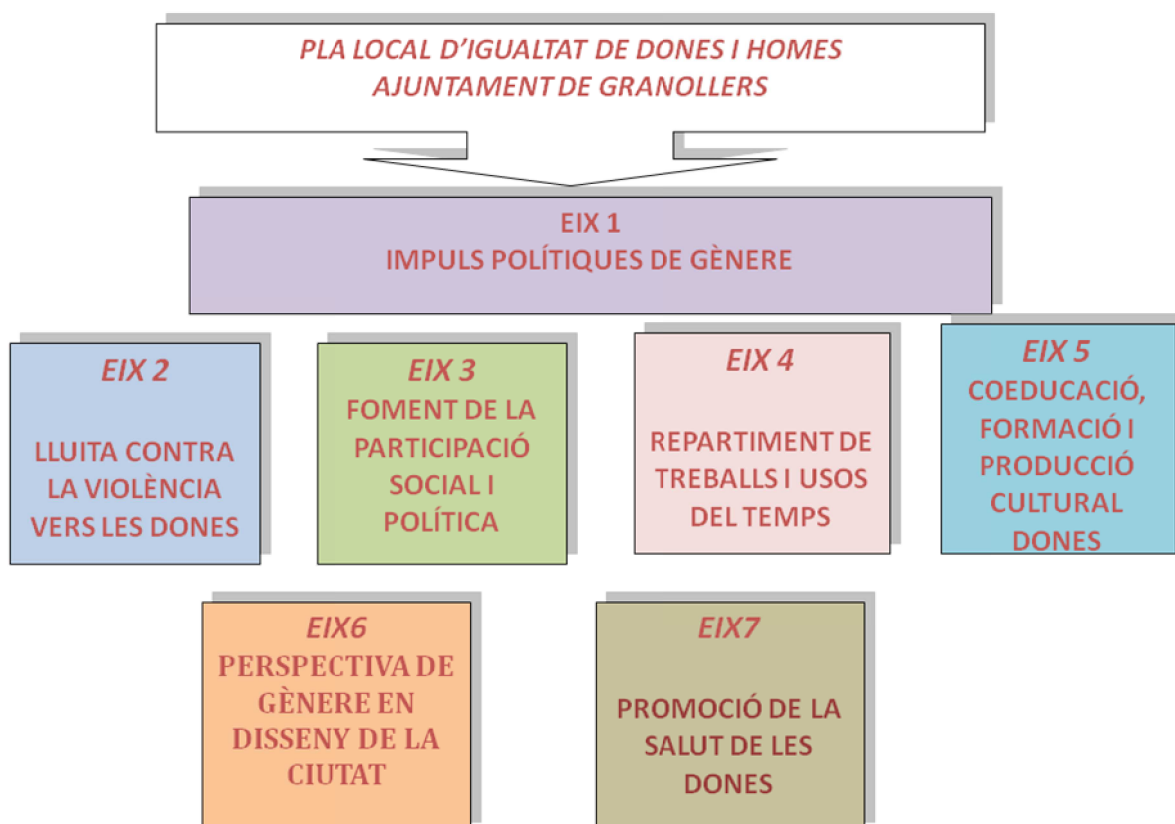 PLA LOCAL D'IGUALTAT DE DONES I HOMES
AJUNTAMENT DE GRANOLLERS
EIX 1
IMPULS POLÍTIQUES DE GÈNERE
EIX 2
LLUITA CONTRA
LA VIOLÈNCIA
VERS LES DONES
EIX 3
FOMENT DE LA
PARTICIPACIÓ
SOCIAL I
POLÍTICA
EIX 4
REPARTIMENT DE
TREBALLS I USOS
DEL TEMPS
EIX 5
COEDUCACIÓ,
FORMACIÓ I
PRODUCCIÓ
CULTURAL
DONES
EIX6
PERSPECTIVA DE
GÈNERE EN
DISSENY DE LA
CIUTAT
EIX7
PROMOCIÓ DE LA
SALUT DE LES
DONES